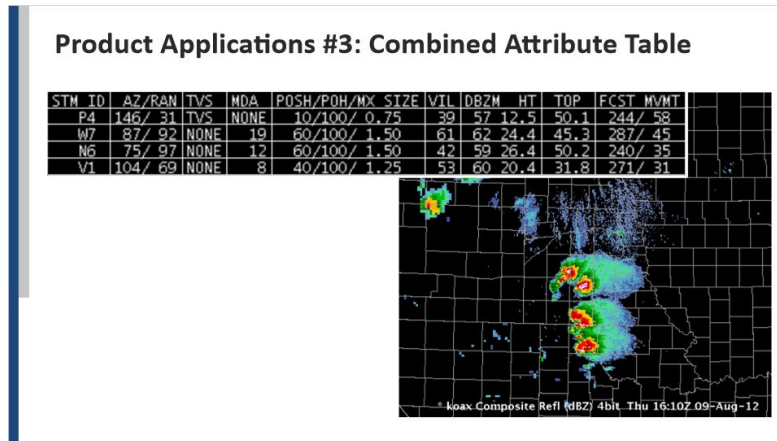 Product Applications #3: Combined Attribute Table
STM ID AZ/RAN TVS MDA POSH/POH/MX SIZE VIL DBZM HT TOP FCST MVMT
P4 146/ 31 TVS NONE 10/100/ 0.75 39 57 12.5 50.1 244/ 58
W7 87/ 92 NONE 19 60/100/ 1.50 61 62 24.4 45.3 287/ 45
N6 75/ 97 NONE 12 60/100/ 1.50 42 59 26.4 50.2 240/ 35
V1 104/ 69 NONE 8 40/100/ 1.25 53 60 20.4 31.8 271/ 31
koax Composite Refl (dBZ) 4bit Thu 16:10Z 09-Aug-12